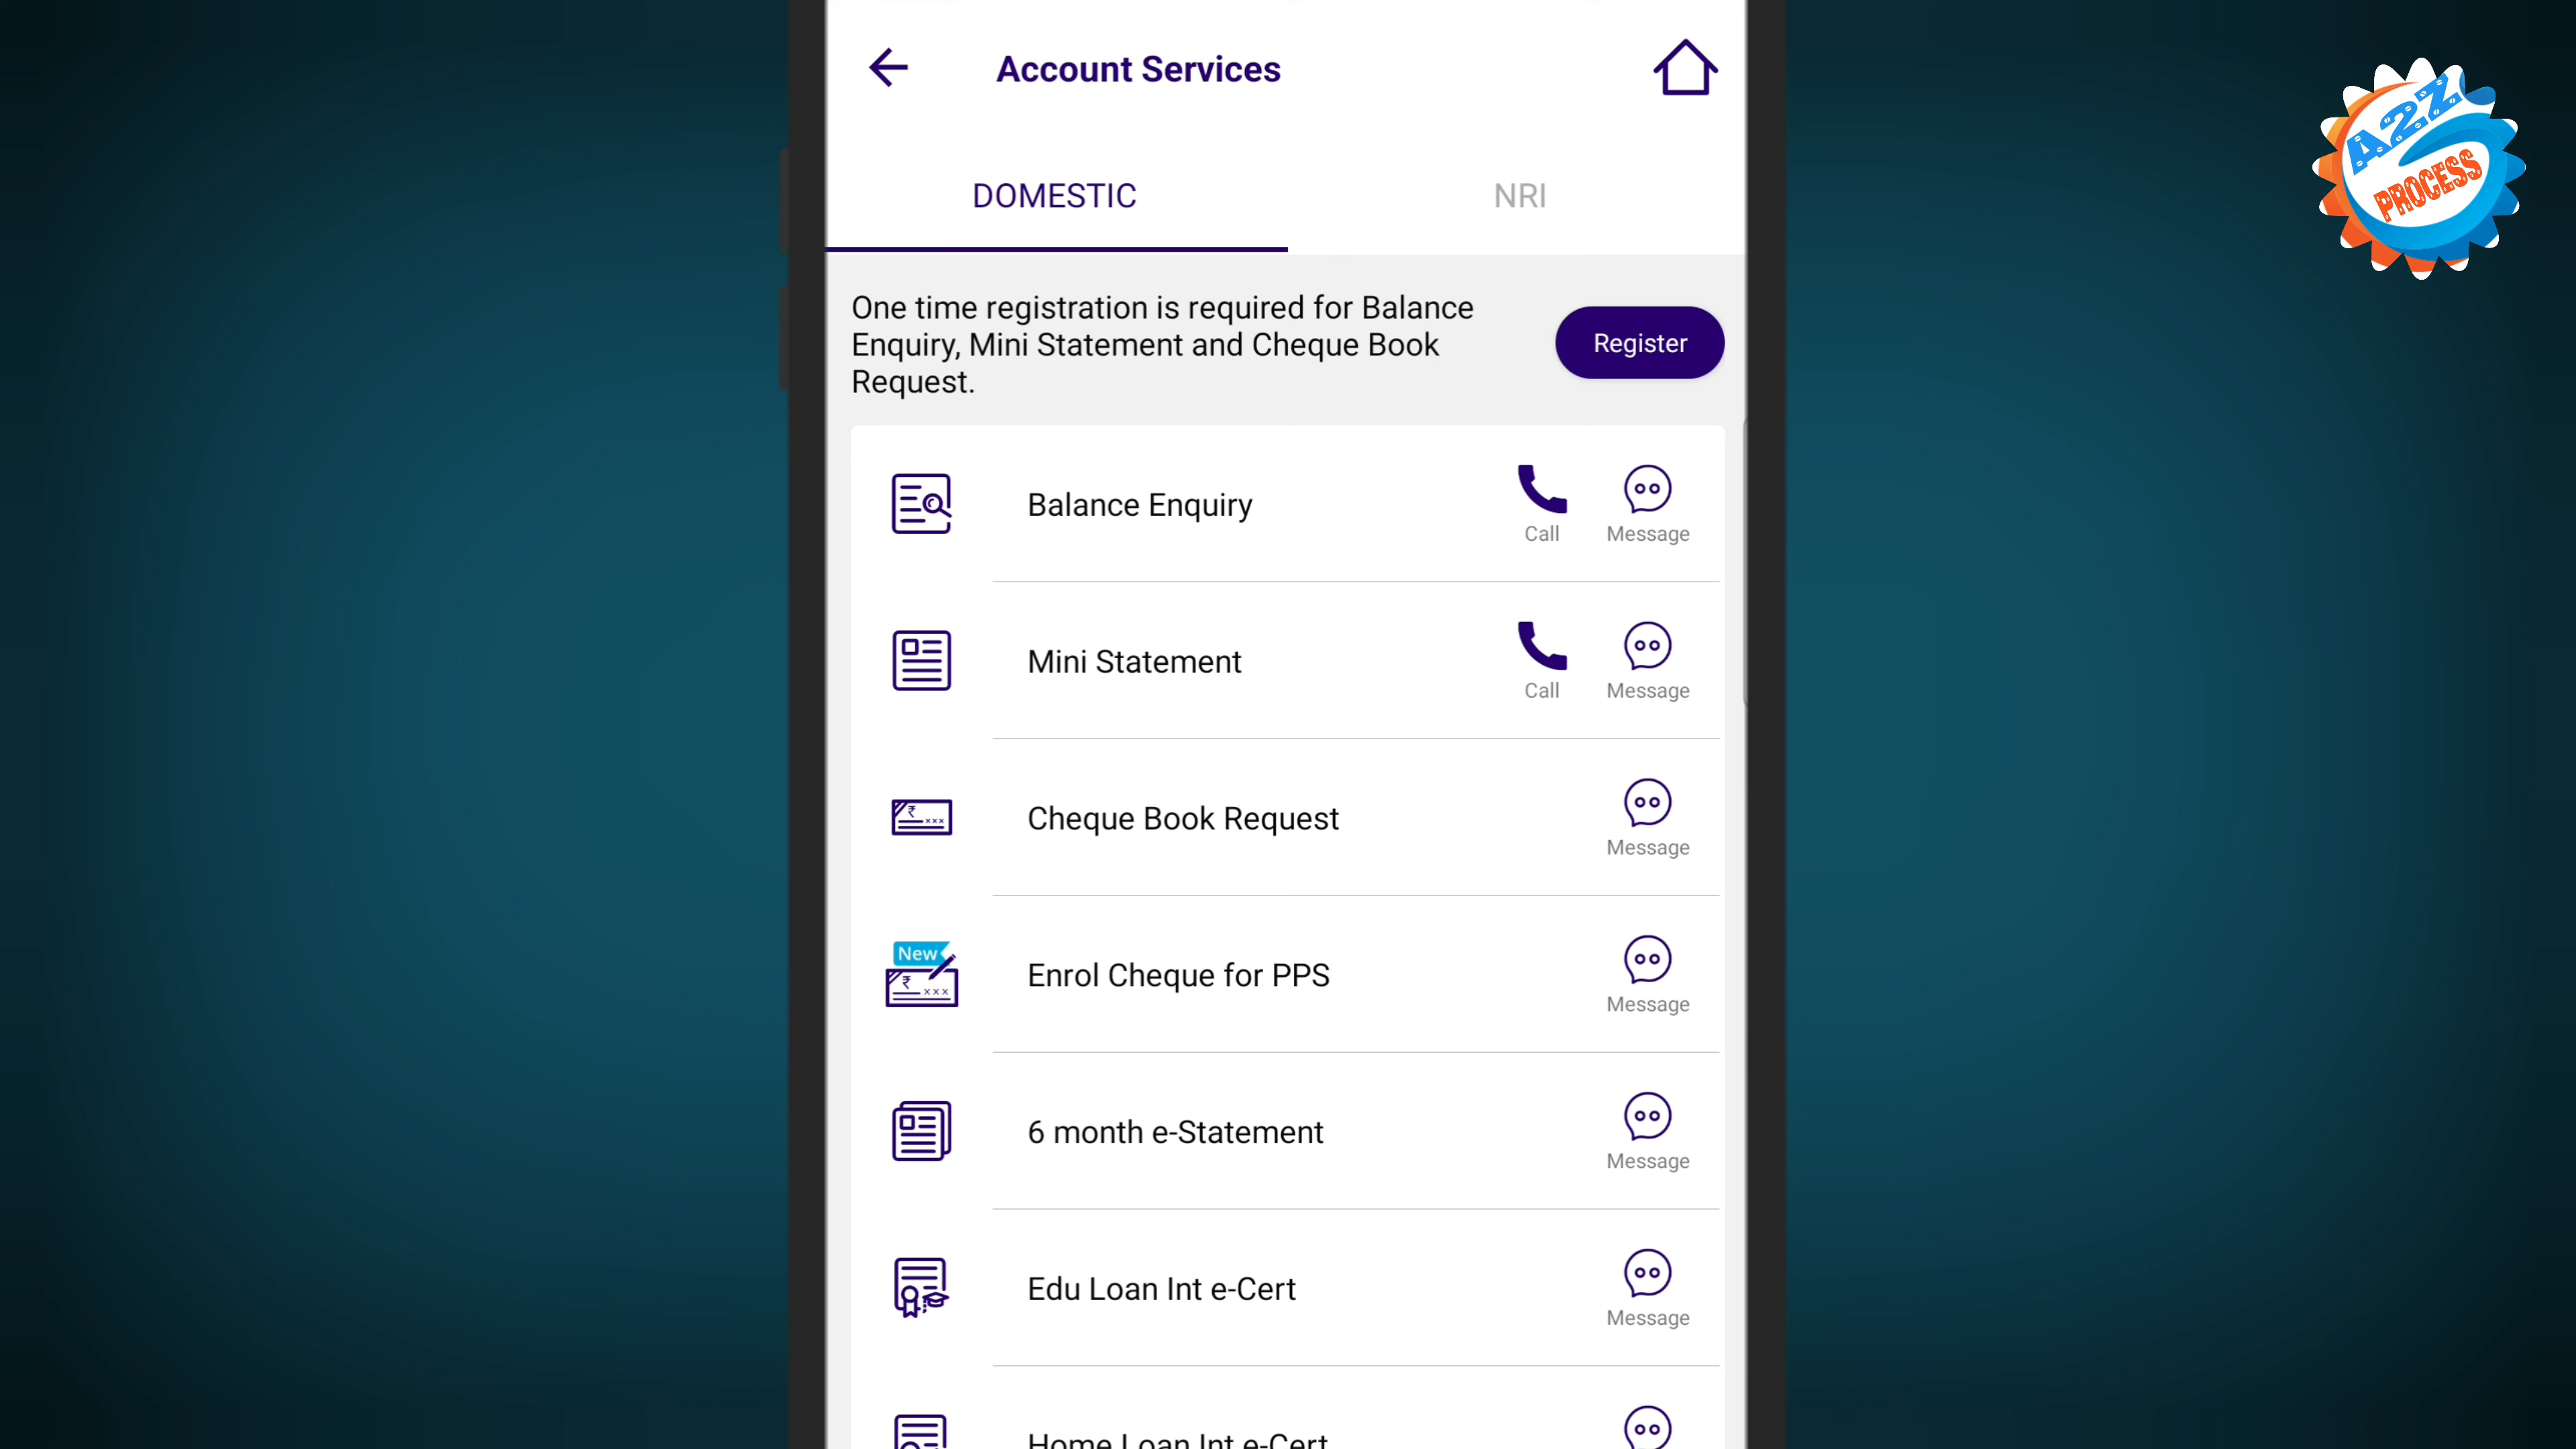 Account Services
A2Z
PROCESS
DOMESTIC
NRI
One time registration is required for Balance
Enquiry, Mini Statement and Cheque Book
Request.
Register
Balance Enquiry
Call
Message
Mini Statement
Call
Message
Cheque Book Request
Message
New
Enrol Cheque for PPS
Message
6 month e-Statement
Message
Edu Loan Int e-Cert
Message
Home Loan Int e-Cert